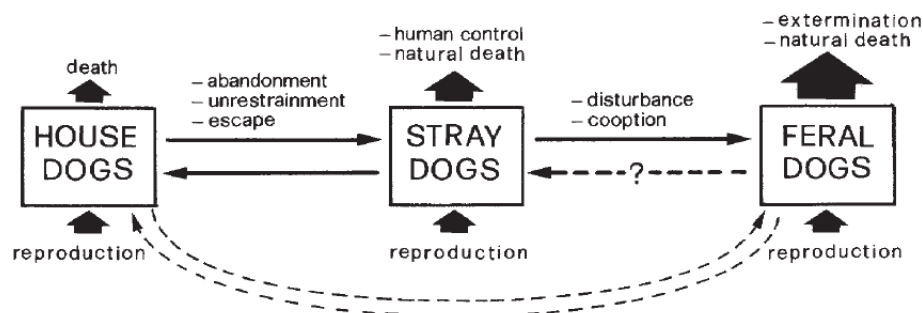 death
– abandonment
– unrestrainment
– escape
– human control
– natural death
– disturbance
– cooption
– extermination
– natural death
HOUSE
DOGS
STRAY
DOGS
?
FERAL
DOGS
reproduction
reproduction
reproduction